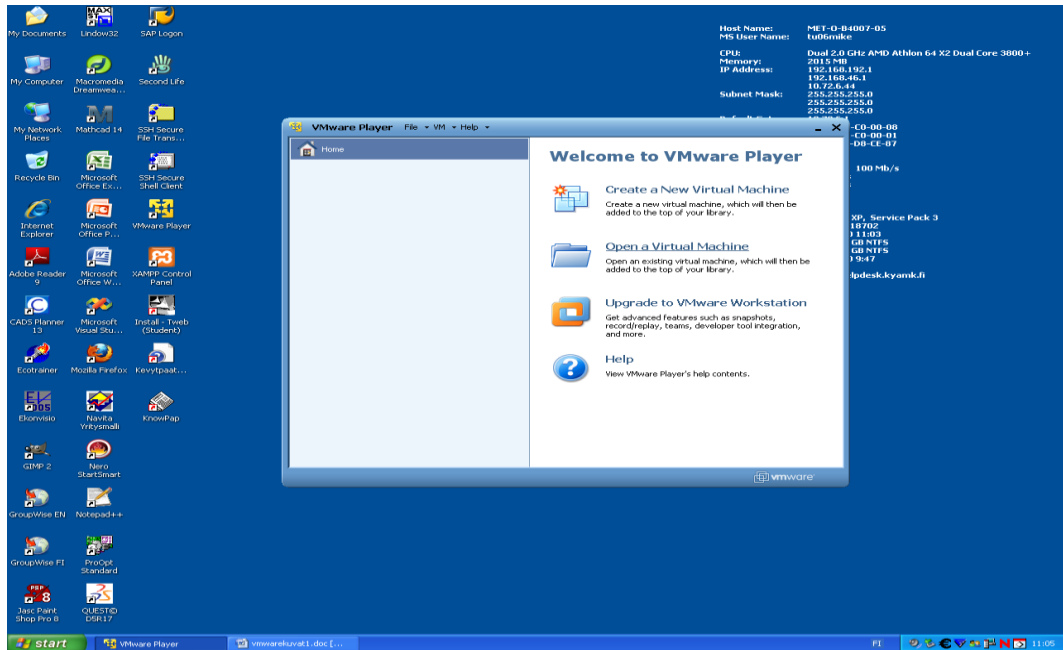 My Documents
Lindow32
SAP Logon
My Computer
Macromedia
Dreamwea...
Second Life
My Network
Places
Mathcad 14
SSH Secure
File Trans...
Recycle Bin
Microsoft
Office Ex...
SSH Secure
Shell Client
Internet
Explorer
Microsoft
Office P...
VMware Player
Adobe Reader
9
Microsoft
Office W...
XAMPP Control
Panel
CADS Planner
13
Microsoft
Visual Stu...
Install - Tweb
(Student)
Ecotrainer
Mozilla Firefox
Kevytpaat...
Ekonvisio
Navita
Yritysmalli
KnowPap
GIMP 2
Nero
StartSmart
GroupWise EN
Notepad++
GroupWise FI
ProOpt
Standard
Jasc Paint
Shop Pro 8
QUEST©
D5R17
Host Name: MET-O-B4007-05
MS User Name: tu06mike
CPU: Dual 2.0 GHz AMD Athlon 64 X2 Dual Core 3800+
Memory: 2015 MB
IP Address: 192.168.192.1
192.168.46.1
10.72.6.44
Subnet Mask: 255.255.255.0
255.255.255.0
255.255.255.0
-C0-00-08
-C0-00-01
-D8-CE-87
100 Mb/s
XP, Service Pack 3
18702
11:03
GB NTFS
GB NTFS
9:47
elpdesk.kyamk.fi
VMware Player File VM Help
Home
Welcome to VMware Player
Create a New Virtual Machine
Create a new virtual machine, which will then be
added to the top of your library.
Open a Virtual Machine
Open an existing virtual machine, which will then be
added to the top of your library.
Upgrade to VMware Workstation
Get advanced features such as snapshots,
record/replay, teams, developer tool integration,
and more.
Help
View VMware Player's help contents.
vmware
start
VMware Player
vmwarekuvat1.doc [...
FI
11:05